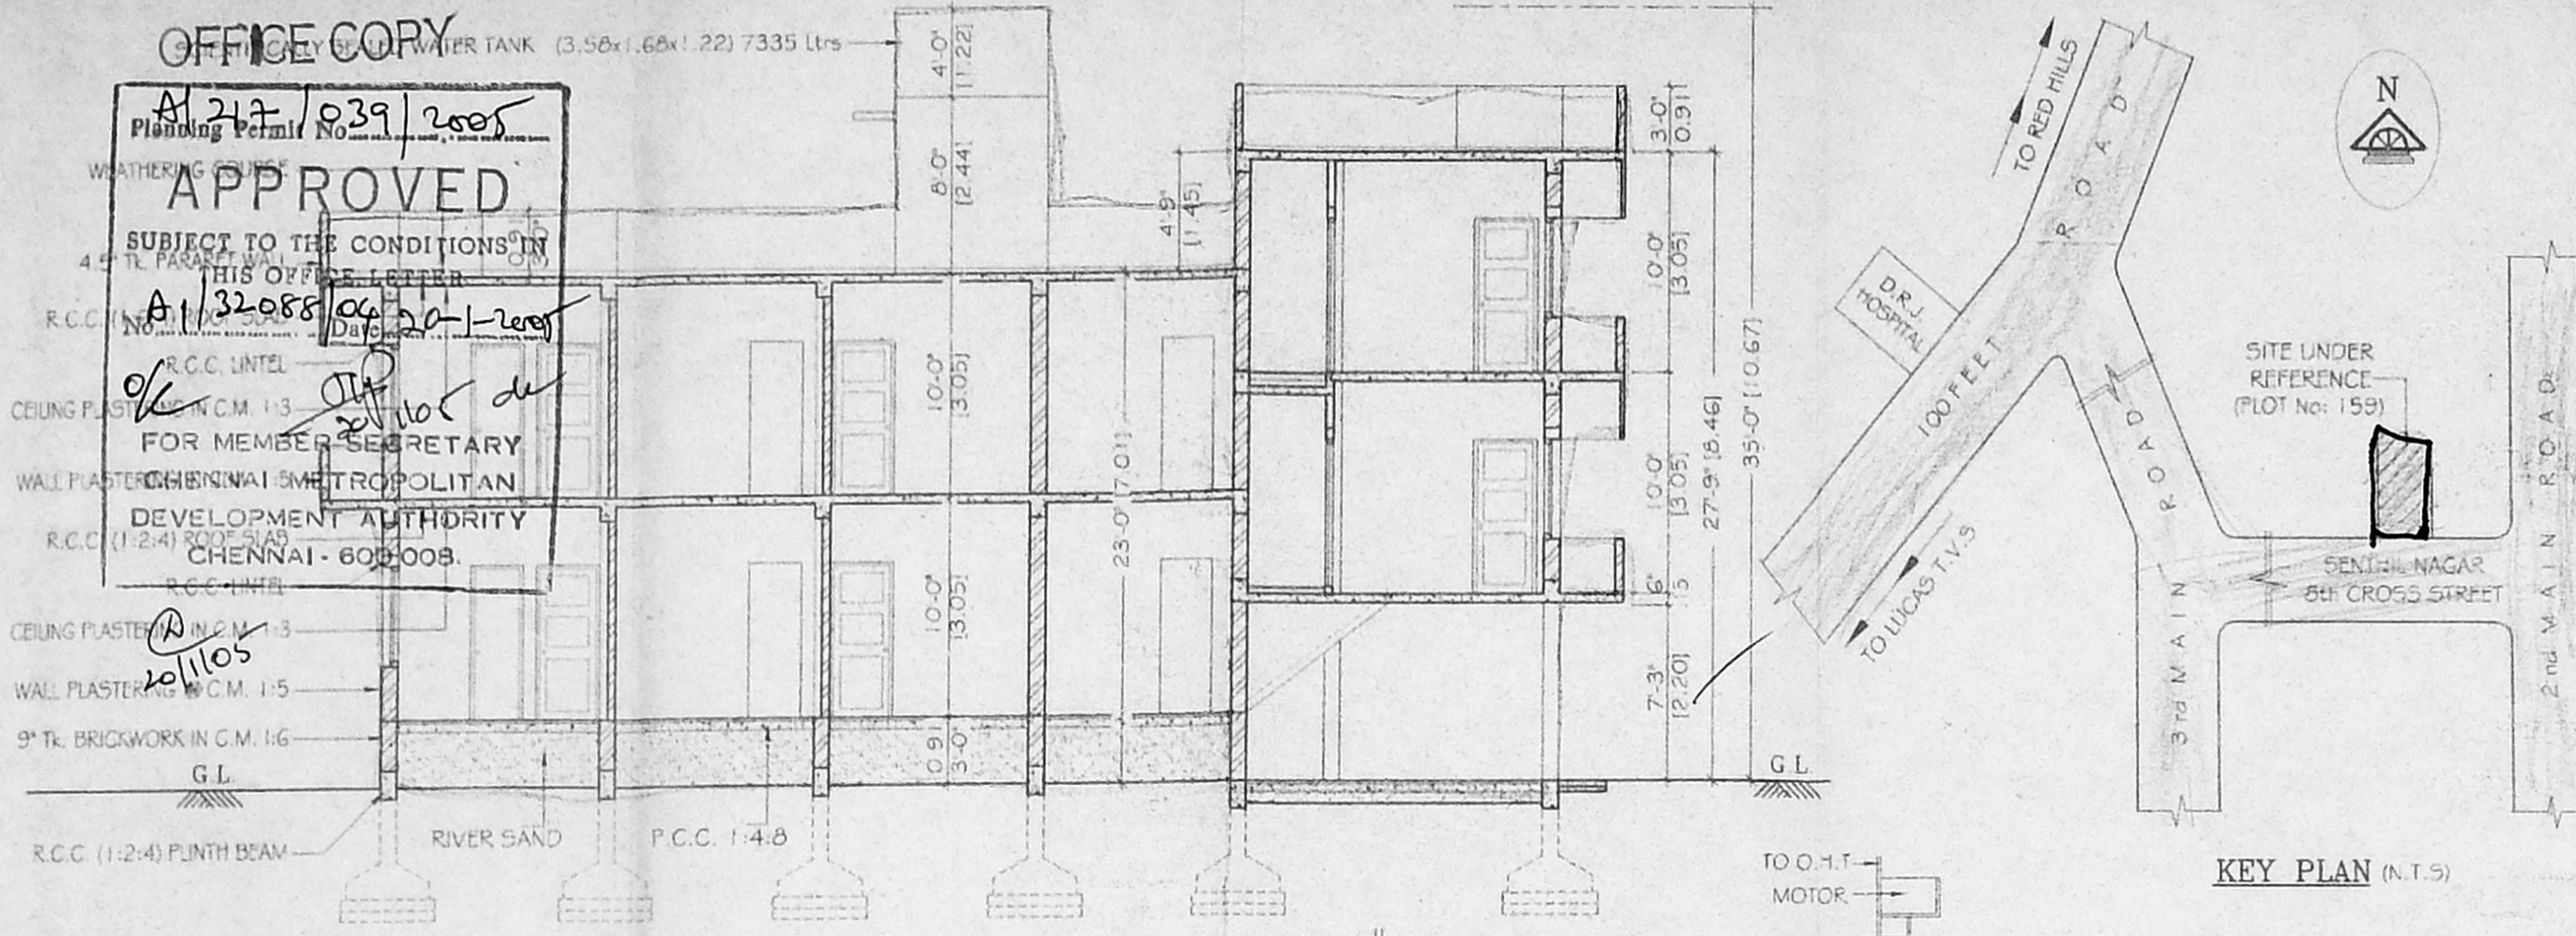 OFFICE COPY
WATER TANK (3.58x1.68x1.22) 7335 Ltrs
A/217/039/2005
Planning Permit No
WEATHERING COURSE
APPROVED
SUBJECT TO THE CONDITIONS IN
4.5" Tk. PARAPET WALL
THIS OFFICE LETTER
A1/32088/04 20-1-2005
No Date
R.C.C. ROOF SLAB
R.C.C. LINTEL
O/C
20/1/05
CEILING PLASTERING IN C.M. 1:3
FOR MEMBER-SECRETARY
WALL PLASTERING 1:5
CHENNAI METROPOLITAN
DEVELOPMENT AUTHORITY
R.C.C. (1:2:4) ROOF SLAB
CHENNAI - 600 008.
R.C.C. LINTEL
CEILING PLASTERING IN C.M. 1:3
20/1/05
WALL PLASTERING IN C.M. 1:5
9" Tk. BRICKWORK IN C.M. 1:6
G.L
R.C.C. (1:2:4) PLINTH BEAM
RIVER SAND
P.C.C. 1:4:8
4'-0"
[1.22]
8'-0"
[2.44]
10'-0"
[3.05]
10'-0"
[3.05]
0.91
3'-0"
23'-0" [7.01]
4'-9"
[1.45]
3'-0"
0.91
10'-0"
[3.05]
10'-0"
[3.05]
6"
15
7'-3"
[2.20]
27'-9" [8.46]
35'-0" [10.67]
G.L
TO RED HILLS
ROAD
N
D.R.J.
HOSPITAL
100 FEET
TO LUCAS T.V.S
ROAD
3rd MAIN
SITE UNDER
REFERENCE
(PLOT No: 159)
SENTHIL NAGAR
8th CROSS STREET
2nd MAIN ROAD
KEY PLAN (N.T.S)
TO O.H.T
MOTOR